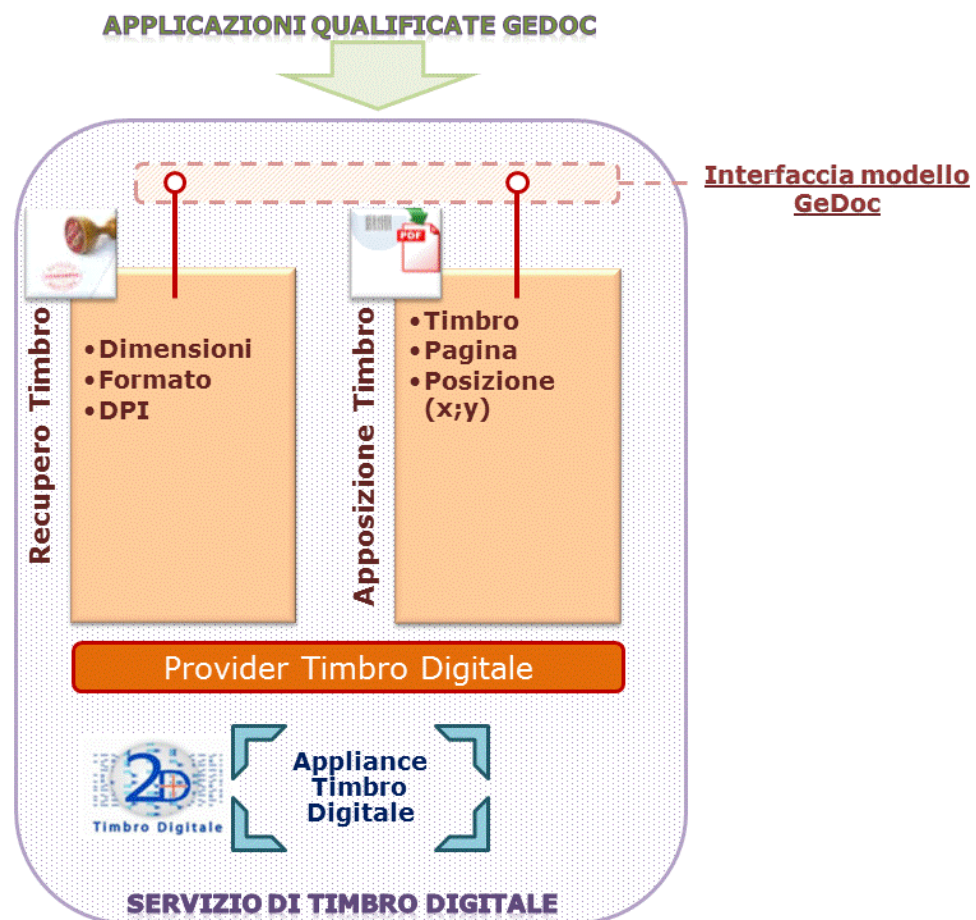 APPLICAZIONI QUALIFICATE GEDOC
Interfaccia modello
GeDoc
Recupero Timbro
•Dimensioni
•Formato
•DPI
Apposizione Timbro
PDF
•Timbro
•Pagina
•Posizione
(x;y)
Provider Timbro Digitale
2D
Timbro Digitale
Appliance
Timbro
Digitale
SERVIZIO DI TIMBRO DIGITALE